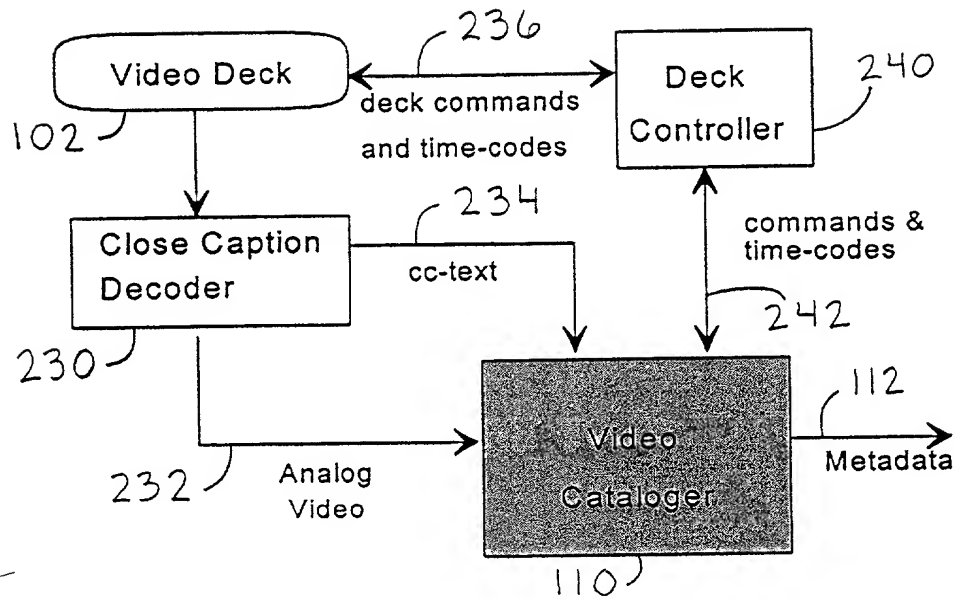 236
Video Deck
Deck
Controller
240
deck commands
and time-codes
102
234
Close Caption
Decoder
cc-text
commands &
time-codes
242
230
112
Video
Cataloger
Metadata
232
Analog
Video
110